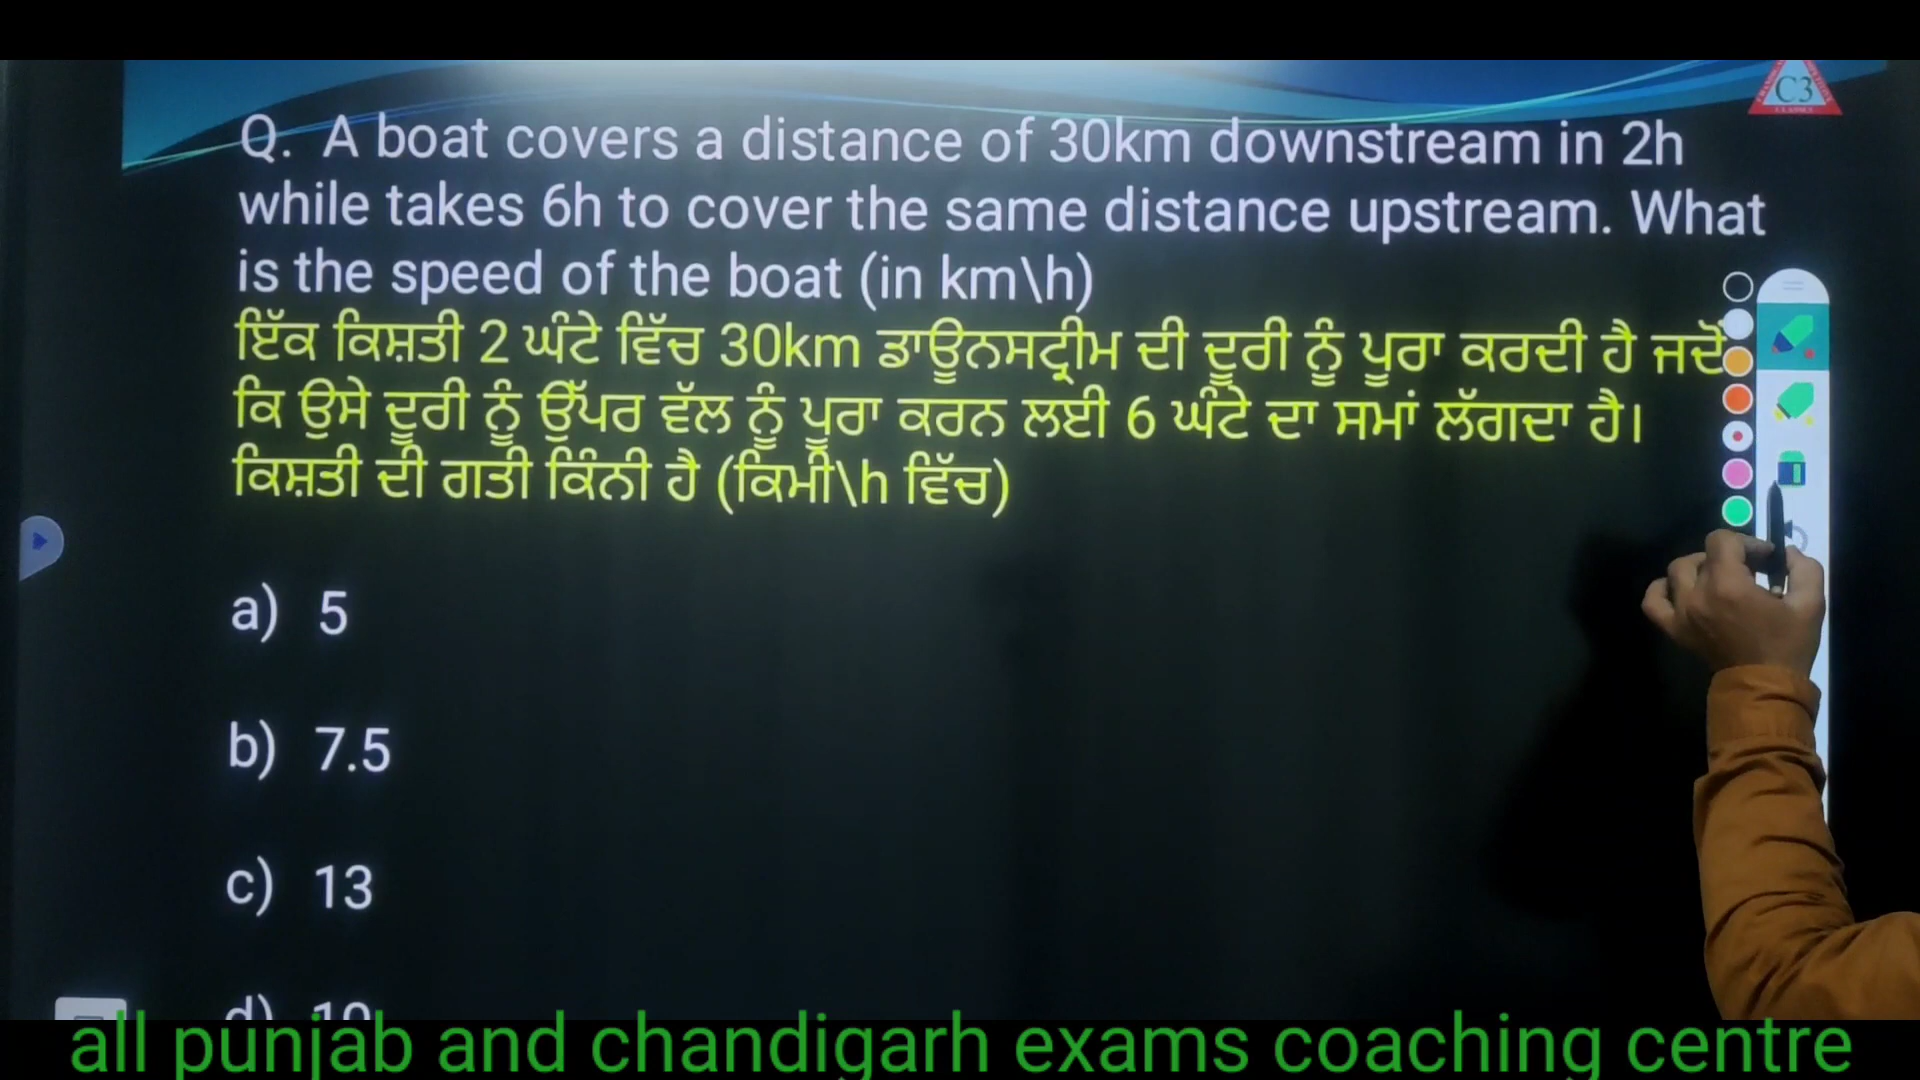 C3
Q. A boat covers a distance of 30km downstream in 2h
while takes 6h to cover the same distance upstream. What
is the speed of the boat (in km\h)
ਇੱਕ ਕਿਸ਼ਤੀ 2 ਘੰਟੇ ਵਿੱਚ 30km ਡਾਊਨਸਟ੍ਰੀਮ ਦੀ ਦੂਰੀ ਨੂੰ ਪੂਰਾ ਕਰਦੀ ਹੈ ਜਦੋਂ
ਕਿ ਉਸੇ ਦੂਰੀ ਨੂੰ ਉੱਪਰ ਵੱਲ ਨੂੰ ਪੂਰਾ ਕਰਨ ਲਈ 6 ਘੰਟੇ ਦਾ ਸਮਾਂ ਲੱਗਦਾ ਹੈ।
ਕਿਸ਼ਤੀ ਦੀ ਗਤੀ ਕਿੰਨੀ ਹੈ (ਕਿਮੀ\h ਵਿੱਚ)
a) 5
b) 7.5
c) 13
d) 10
all punjab and chandigarh exams coaching centre